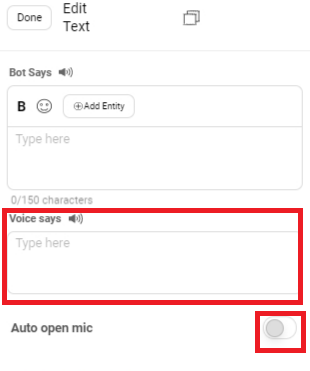 Done
Edit
Text
Bot Says
B
Add Entity
Type here
0/150 characters
Voice says
Type here
Auto open mic